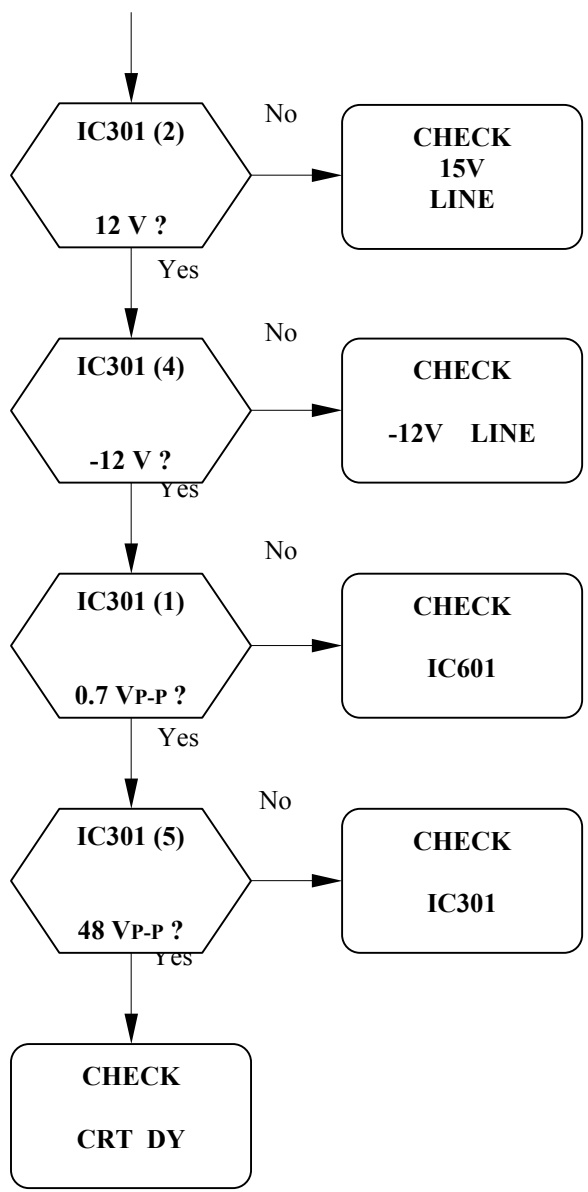 IC301 (2)
12 V ?
No
CHECK
15V
LINE
Yes
IC301 (4)
-12 V ?
No
CHECK
-12V LINE
Yes
IC301 (1)
0.7 VP-P ?
No
CHECK
IC601
Yes
IC301 (5)
48 VP-P ?
No
CHECK
IC301
Yes
CHECK
CRT DY